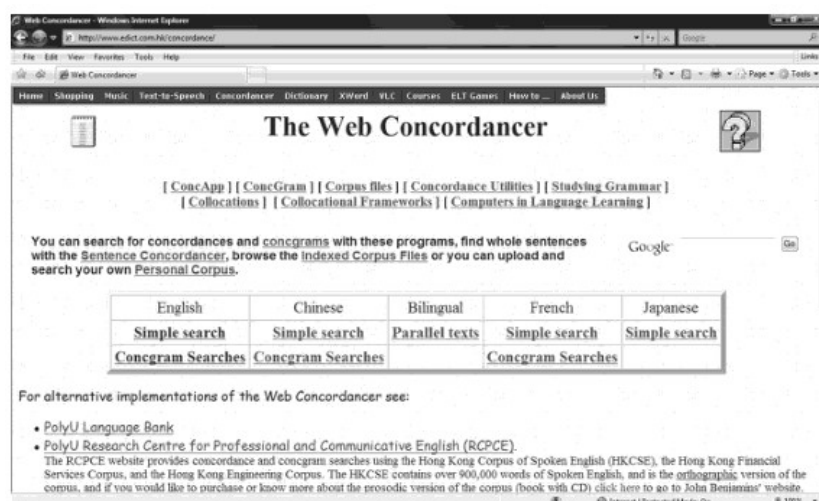 Web Concordancer - Windows Internet Explorer
http://www.edict.com.hk/concordance/
Google
File Edit View Favorites Tools Help
Links
Web Concordancer
Page Tools
Home Shopping Music Text-to-Speech Concordancer Dictionary XWord VLC Courses ELT Games How to ... About Us
The Web Concordancer
[ ConcApp ] [ ConcGram ] [ Corpus files ] [ Concordance Utilities ] [ Studying Grammar ]
[ Collocations ] [ Collocational Frameworks ] [ Computers in Language Learning ]
You can search for concordances and concgrams with these programs, find whole sentences
with the Sentence Concordancer, browse the Indexed Corpus Files or you can upload and
search your own Personal Corpus.
Google Go
English Chinese Bilingual French Japanese
Simple search Simple search Parallel texts Simple search Simple search
Concgram Searches Concgram Searches Concgram Searches
For alternative implementations of the Web Concordancer see:
• PolyU Language Bank
• PolyU Research Centre for Professional and Communicative English (RCPCE).
The RCPCE website provides concordance and concgram searches using the Hong Kong Corpus of Spoken English (HKCSE), the Hong Kong Financial
Services Corpus, and the Hong Kong Engineering Corpus. The HKCSE contains over 900,000 words of Spoken English, and is the orthographic version of the
corpus, and if you would like to purchase or know more about the prosodic version of the corpus (book with CD) click here to go to John Benjamins' website.